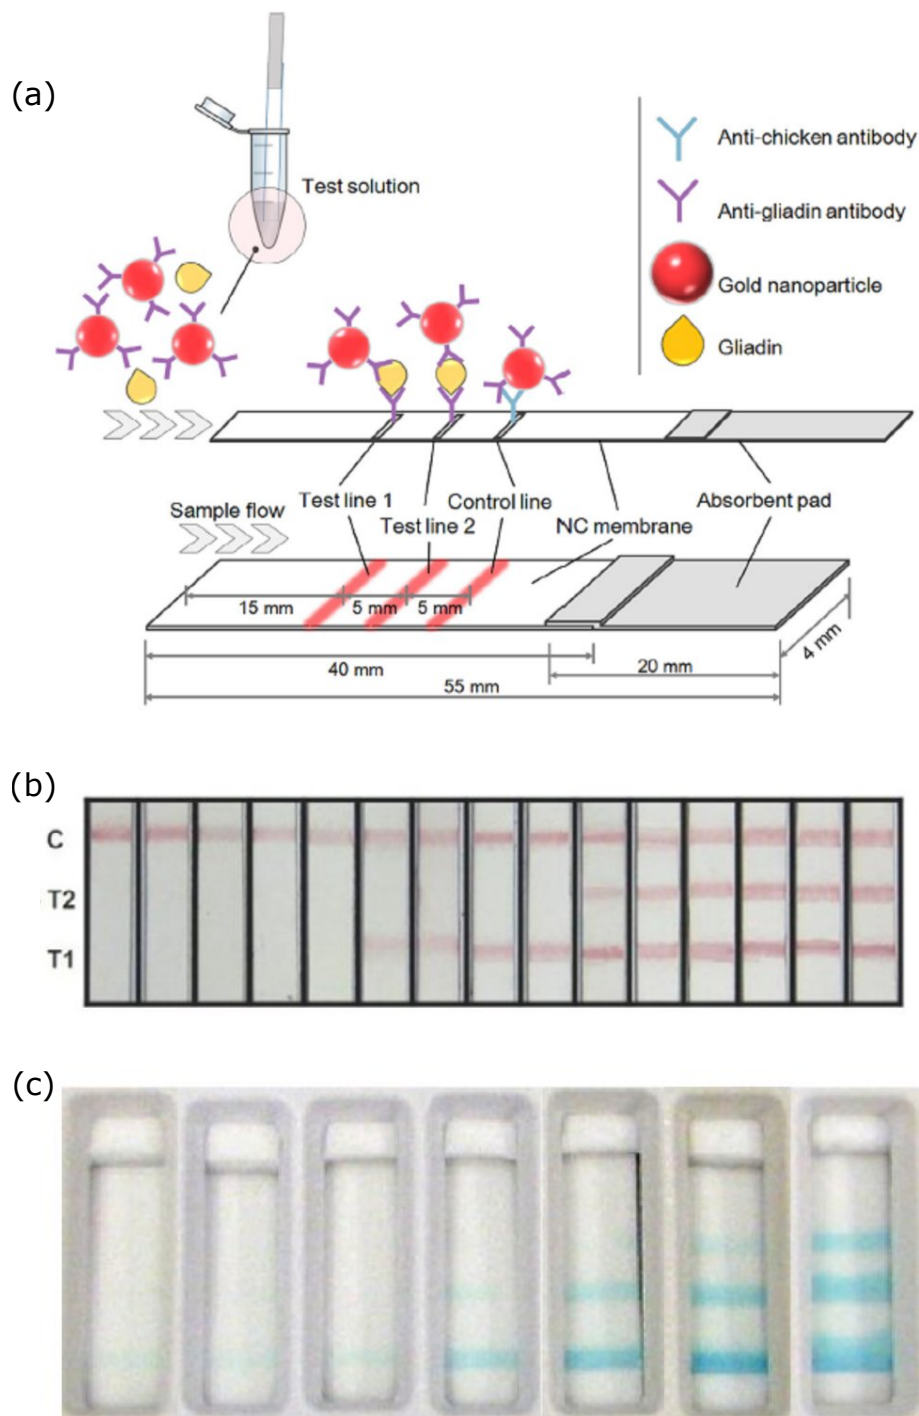 (a)
Test solution
Anti-chicken antibody
Anti-gliadin antibody
Gold nanoparticle
Gliadin
Sample flow
Test line 1
Test line 2
Control line
NC membrane
Absorbent pad
15 mm
5 mm
5 mm
40 mm
20 mm
4 mm
55 mm
(b)
C
T2
T1
(c)